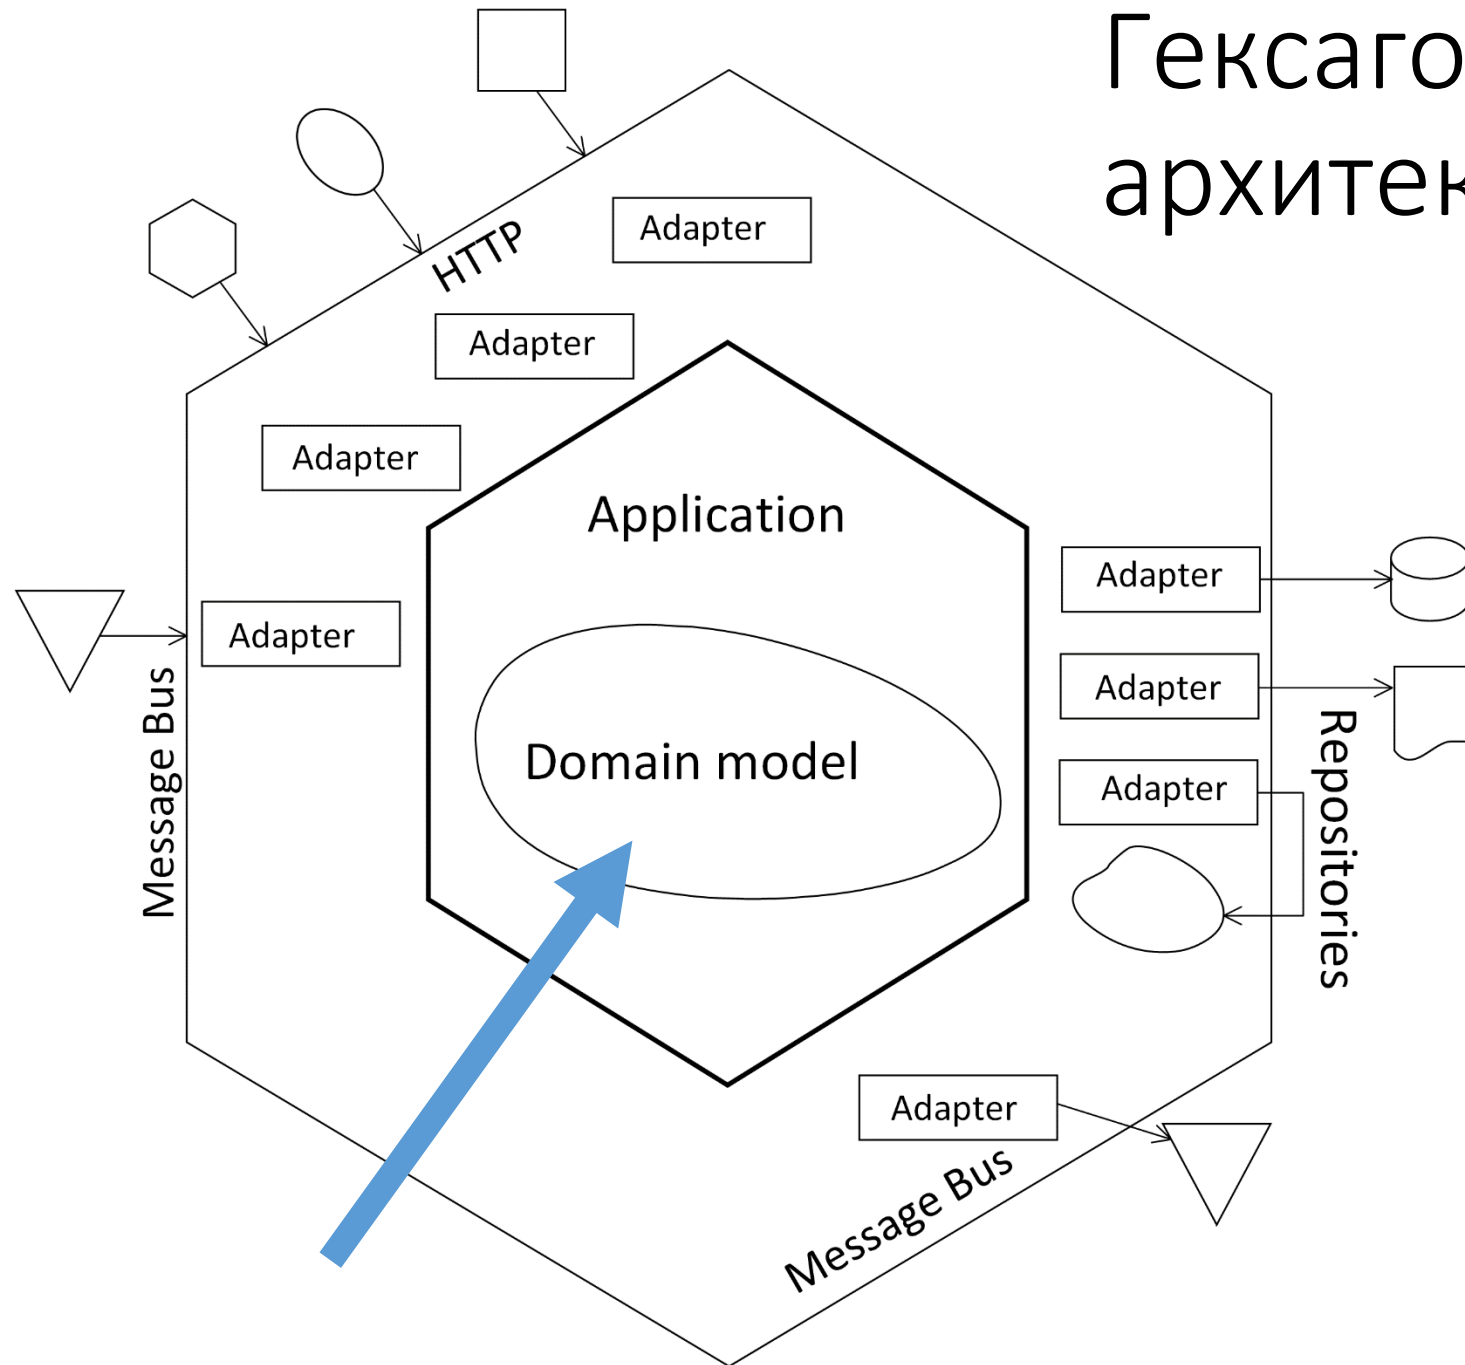 Гексаго
архитек
HTTP
Adapter
Adapter
Adapter
Application
Adapter
Adapter
Message Bus
Adapter
Domain model
Adapter
Repositories
Adapter
Message Bus